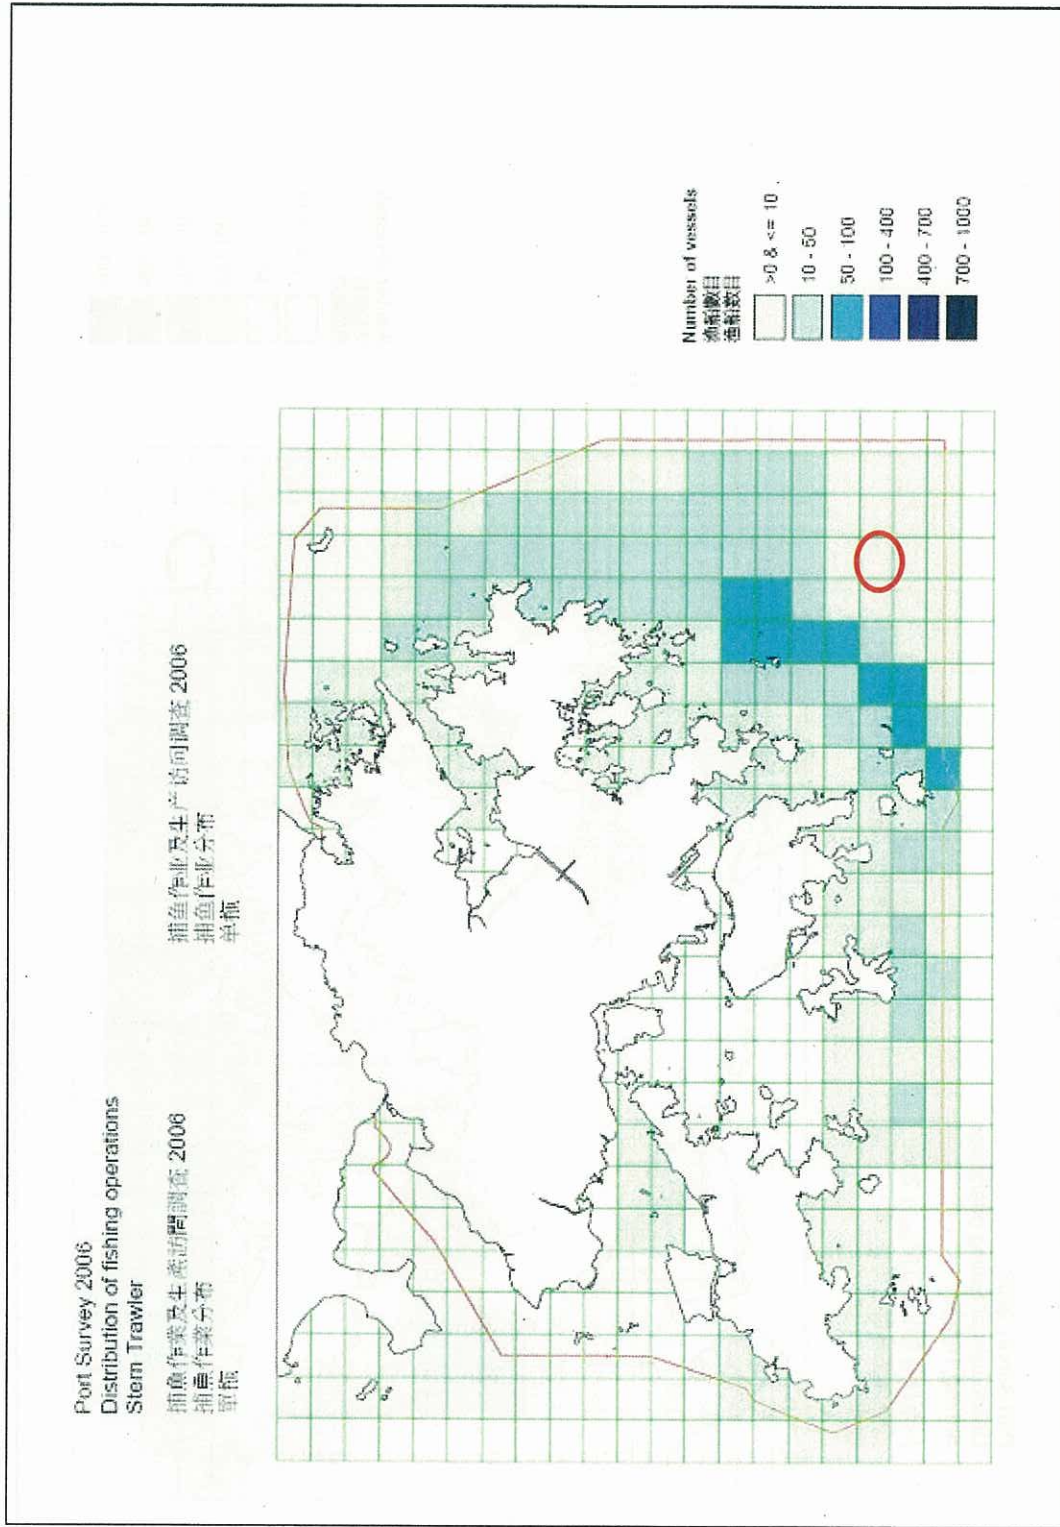 Port Survey 2006
Distribution of fishing operations
Stern Trawler
捕魚作業及生產訪問調查 2006
捕魚作業分布
單拖
捕鱼作业及生产访问调查 2006
捕鱼作业分布
单拖
Number of vessels
漁船數目
渔船数目
>0 & <= 10
10 - 50
50 - 100
100 - 400
400 - 700
700 - 1000